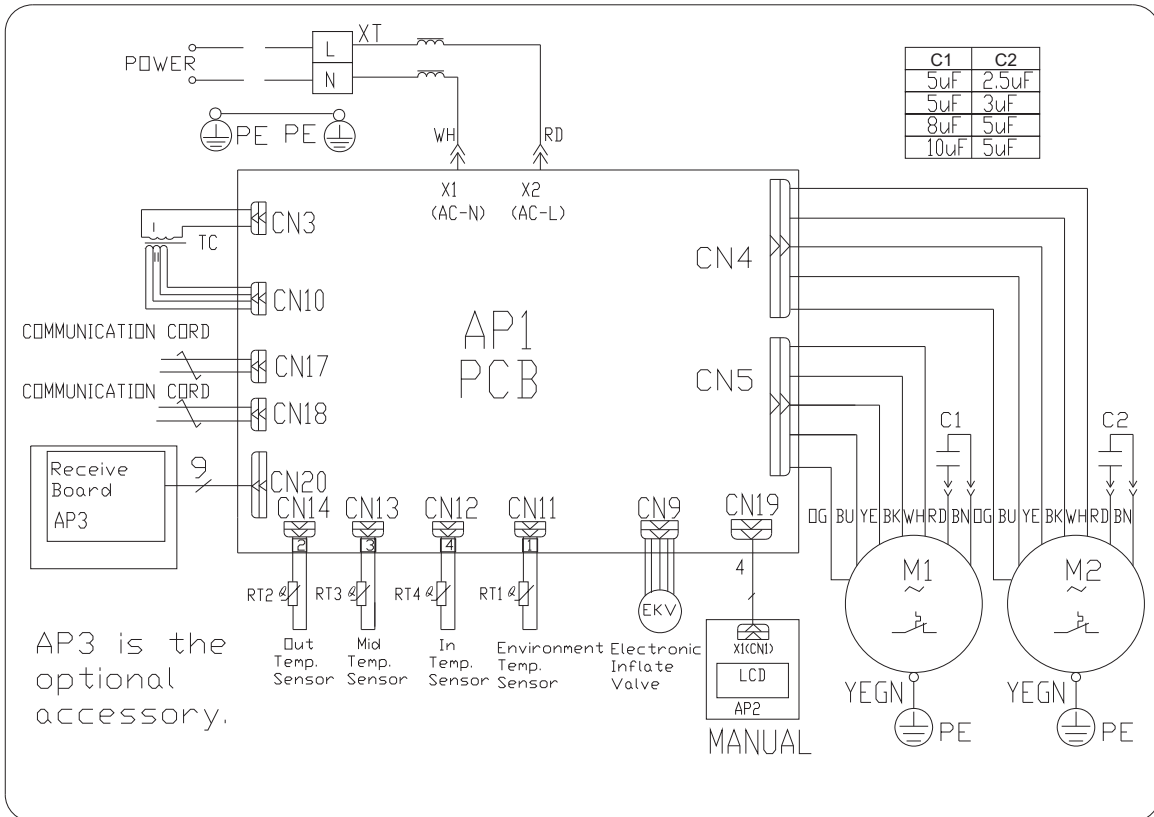 XT
L
POWER
N
PE PE
WH
RD
C1 C2
5uF 2.5uF
5uF 3uF
8uF 5uF
10uF 5uF
X1
(AC-N)
X2
(AC-L)
CN3
I
TC
II
CN10
CN4
AP1
PCB
COMMUNICATION CORD
CN17
COMMUNICATION CORD
CN18
CN5
Receive
Board
AP3
9
CN20
CN14 CN13 CN12 CN11 CN9 CN19
2 3 4 1
4
RT2 RT3 RT4 RT1
EKV
Out
Temp.
Sensor
Mid
Temp.
Sensor
In
Temp.
Sensor
Environment
Temp.
Sensor
Electronic
Inflate
Valve
X1(CN1)
LCD
AP2
MANUAL
C1
C2
OG BU YE BK WH RD BN OG BU YE BK WH RD BN
M1
~
M2
~
YEGN
PE
YEGN
PE
AP3 is the
optional
accessory.